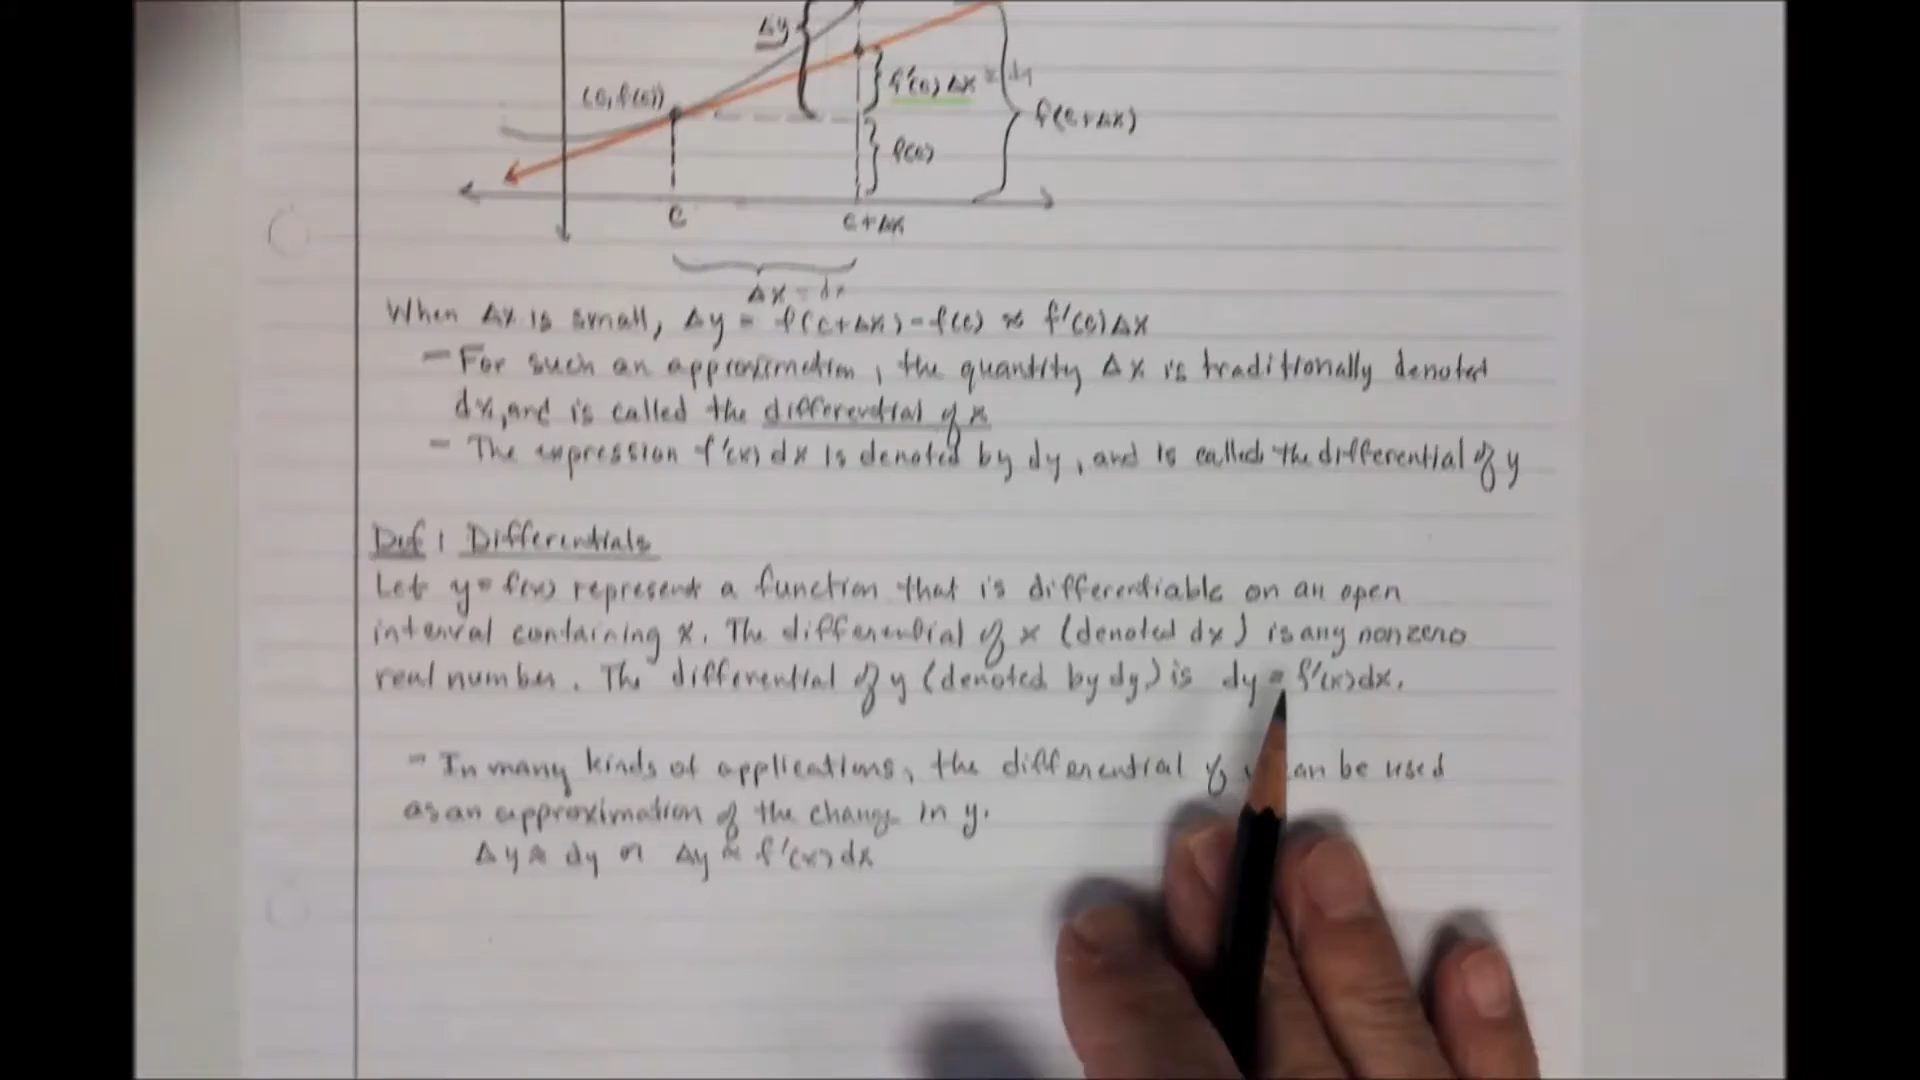 Δy
(c, f(c))
f'(c) Δx = dy
f(c+Δx)
f(c)
c
c+Δx
Δx = dx
When Δx is small, Δy = f(c+Δx) - f(c) ≈ f'(c)Δx
- For such an approximation, the quantity Δx is traditionally denoted
dx, and is called the differential of x
- The expression f'(x) dx is denoted by dy, and is called the differential of y
Def: Differentials
Let y = f(x) represent a function that is differentiable on an open
interval containing x. The differential of x (denoted dx) is any nonzero
real number. The differential of y (denoted by dy) is dy = f'(x)dx.
- In many kinds of applications, the differential of can be used
as an approximation of the change in y.
Δy ≈ dy or Δy ≈ f'(x) dx